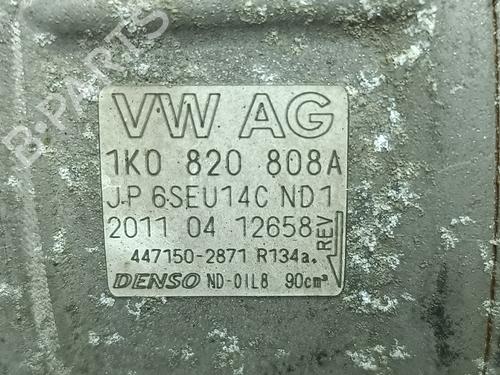 VW AG
1K0 820 808A
J-P 6SEU14C ND1
2011 04 12658
REV
447150-2871 R134a.
DENSO ND-OIL8 90cm³
B-PARTS